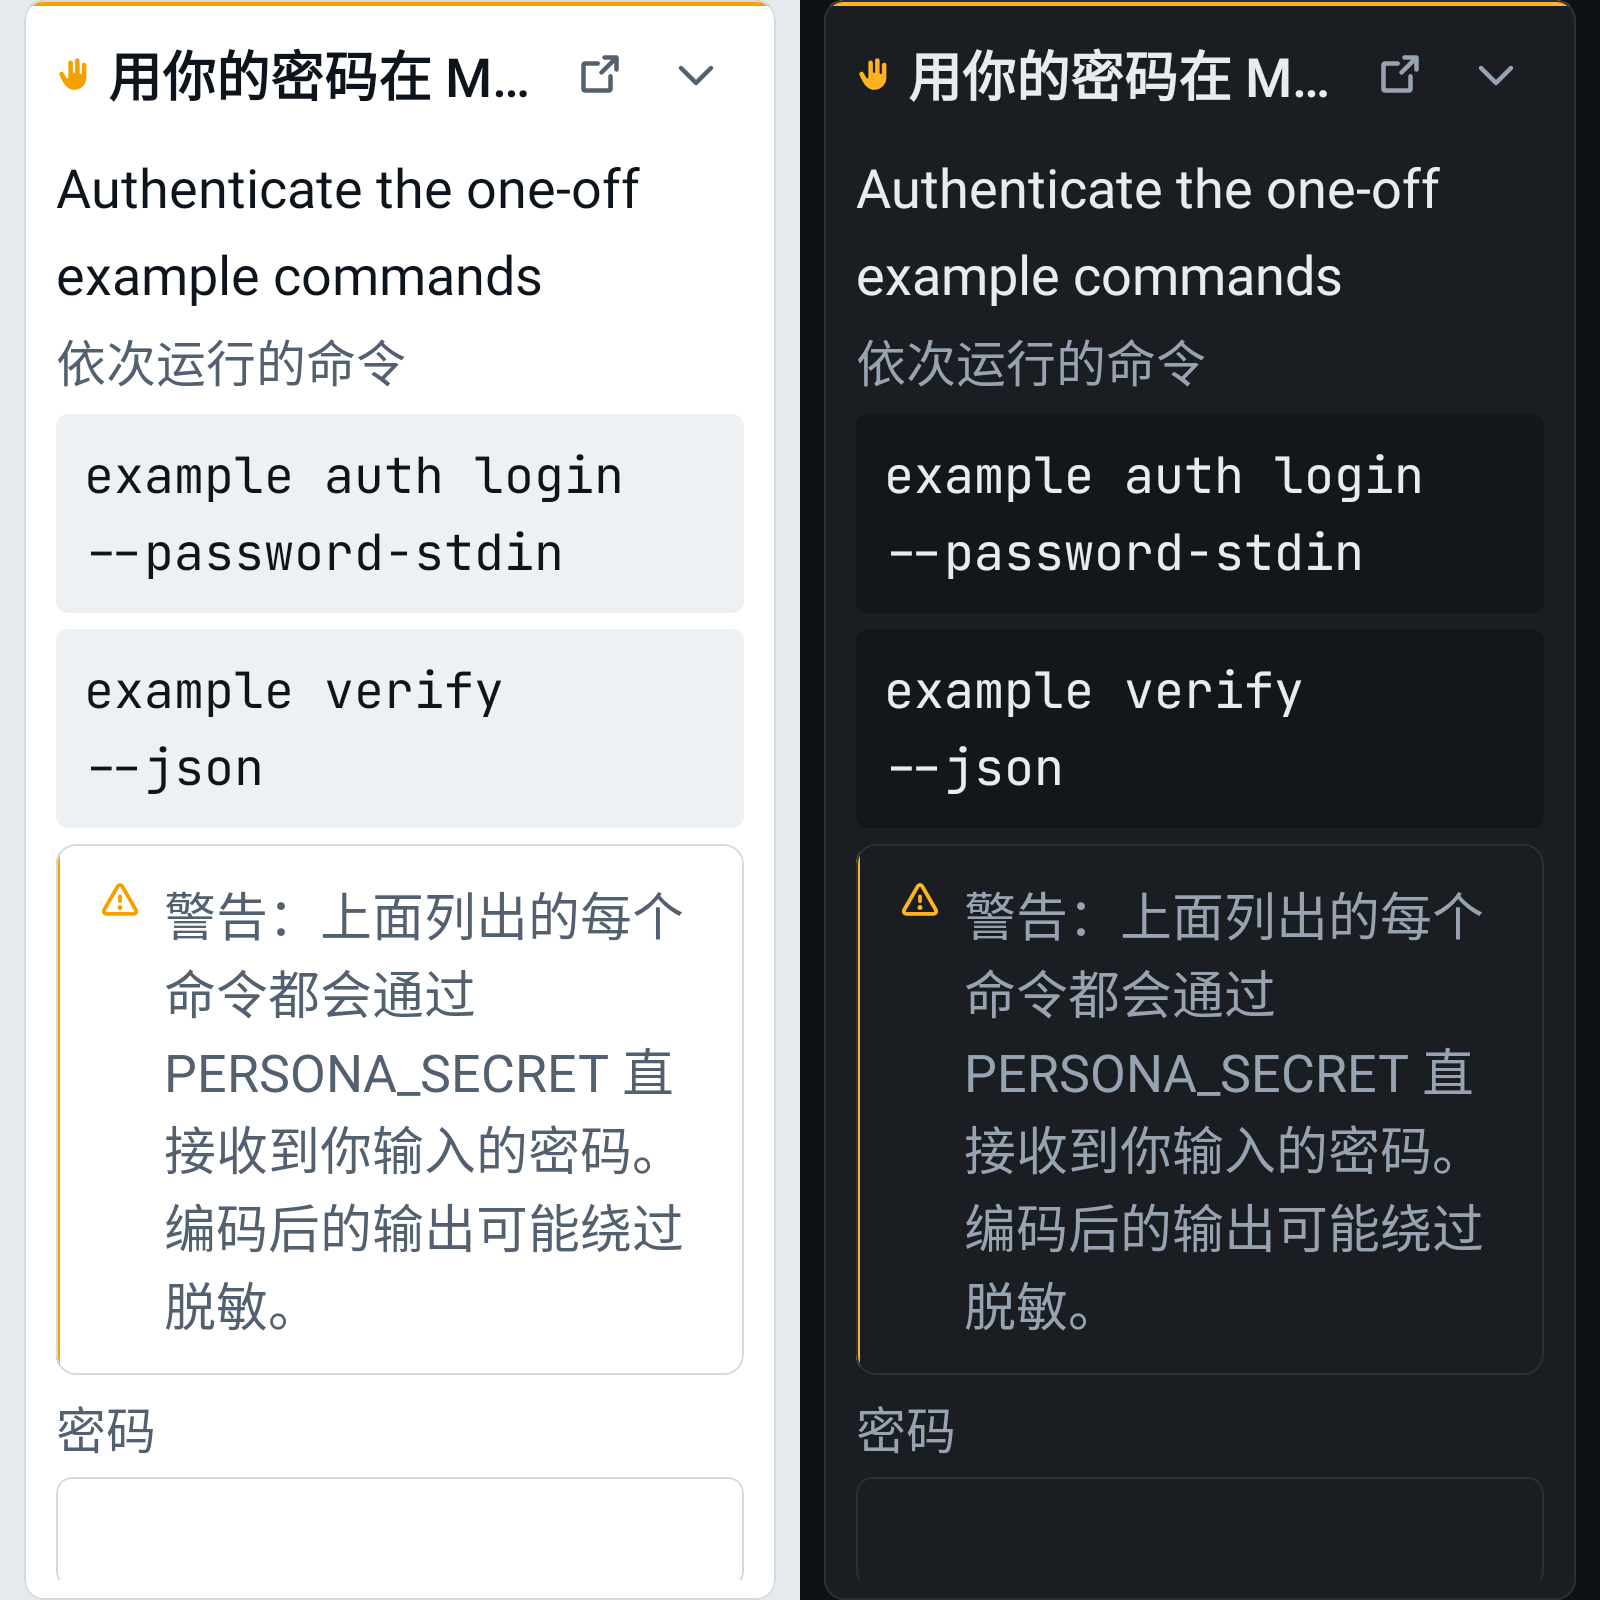 用你的密码在 M...
Authenticate the one-off
example commands
依次运行的命令
example auth login
--password-stdin
example verify
--json
警告：上面列出的每个
命令都会通过
PERSONA_SECRET 直
接收到你输入的密码。
编码后的输出可能绕过
脱敏。
密码
用你的密码在 M...
Authenticate the one-off
example commands
依次运行的命令
example auth login
--password-stdin
example verify
--json
警告：上面列出的每个
命令都会通过
PERSONA_SECRET 直
接收到你输入的密码。
编码后的输出可能绕过
脱敏。
密码